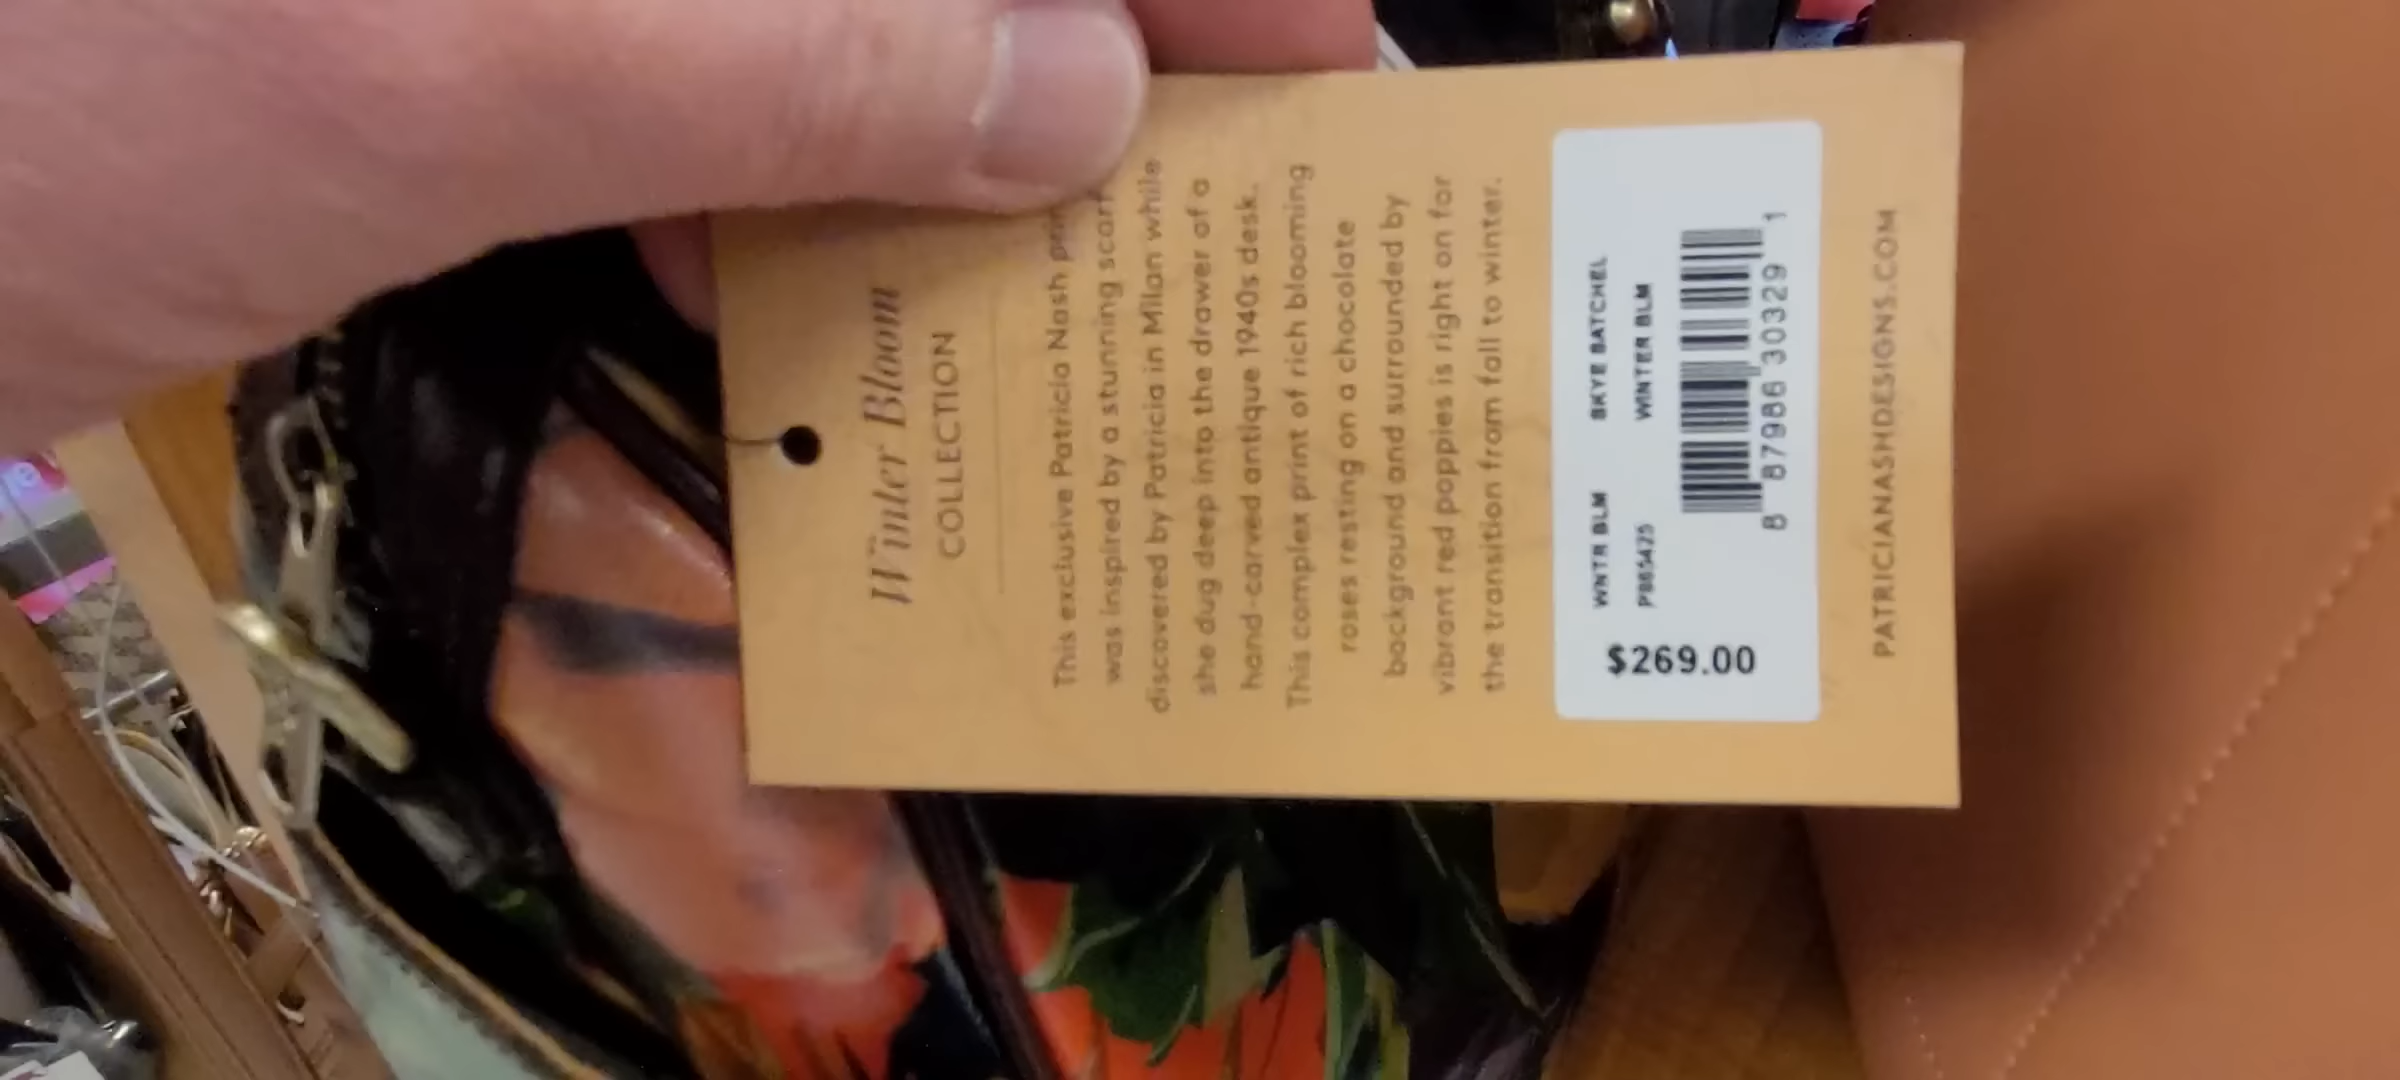 Winter Bloom
COLLECTION
This exclusive Patricia Nash
was inspired by a stunning scarf
discovered by Patricia in Milan while
she dug deep into the drawer of a
hand-carved antique 1940s desk.
This complex print of rich blooming
roses resting on a chocolate
background and surrounded by
vibrant red poppies is right on for
the transition from fall to winter.
WNTR BLM SKYE SATCHEL
P865425 WINTER BLM
8 87986 30329 1
$269.00
PATRICIANASHDESIGNS.COM